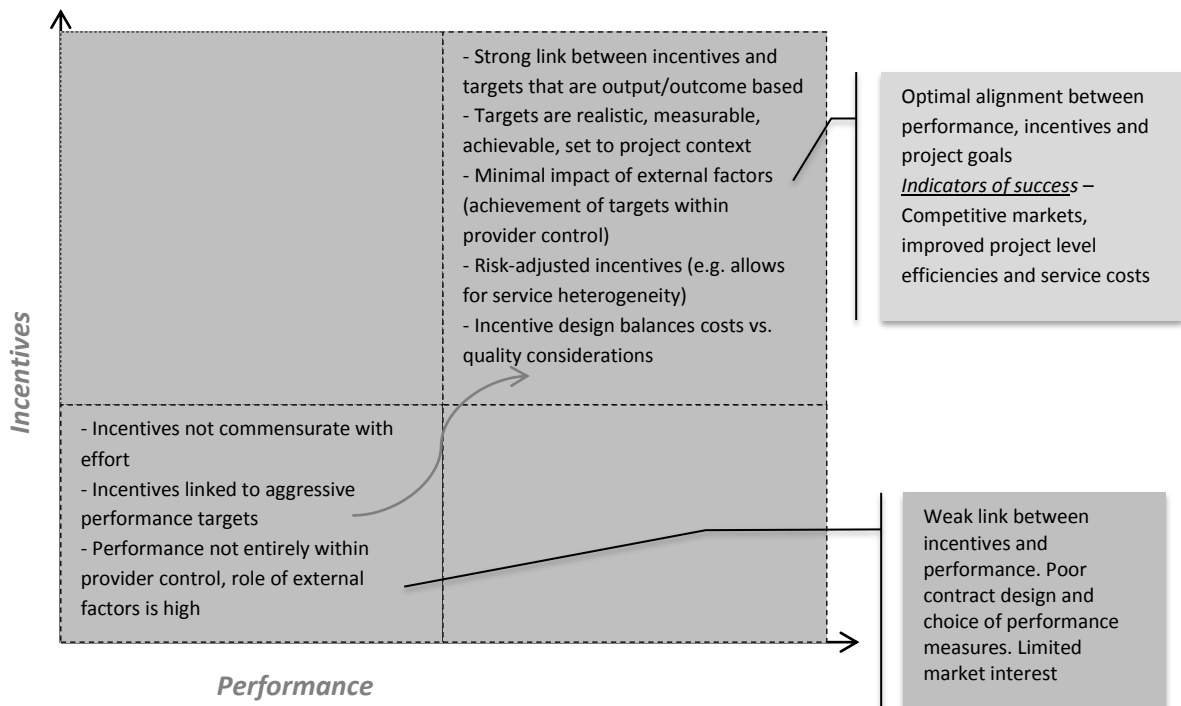 - Strong link between incentives and
targets that are output/outcome based
- Targets are realistic, measurable,
achievable, set to project context
- Minimal impact of external factors
(achievement of targets within
provider control)
- Risk-adjusted incentives (e.g. allows
for service heterogeneity)
- Incentive design balances costs vs.
quality considerations
Optimal alignment between
performance, incentives and
project goals
Indicators of success –
Competitive markets,
improved project level
efficiencies and service costs
Incentives
- Incentives not commensurate with
effort
- Incentives linked to aggressive
performance targets
- Performance not entirely within
provider control, role of external
factors is high
Weak link between
incentives and
performance. Poor
contract design and
choice of performance
measures. Limited
market interest
Performance